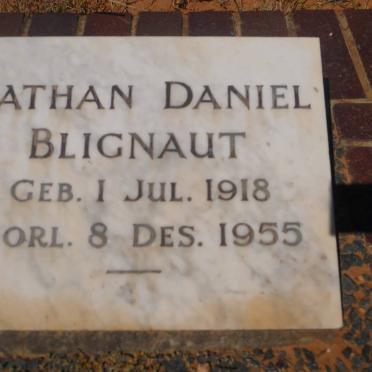 ATHAN DANIEL
BLIGNAUT
GEB. 1 JUL. 1918
ORL. 8 DES. 1955